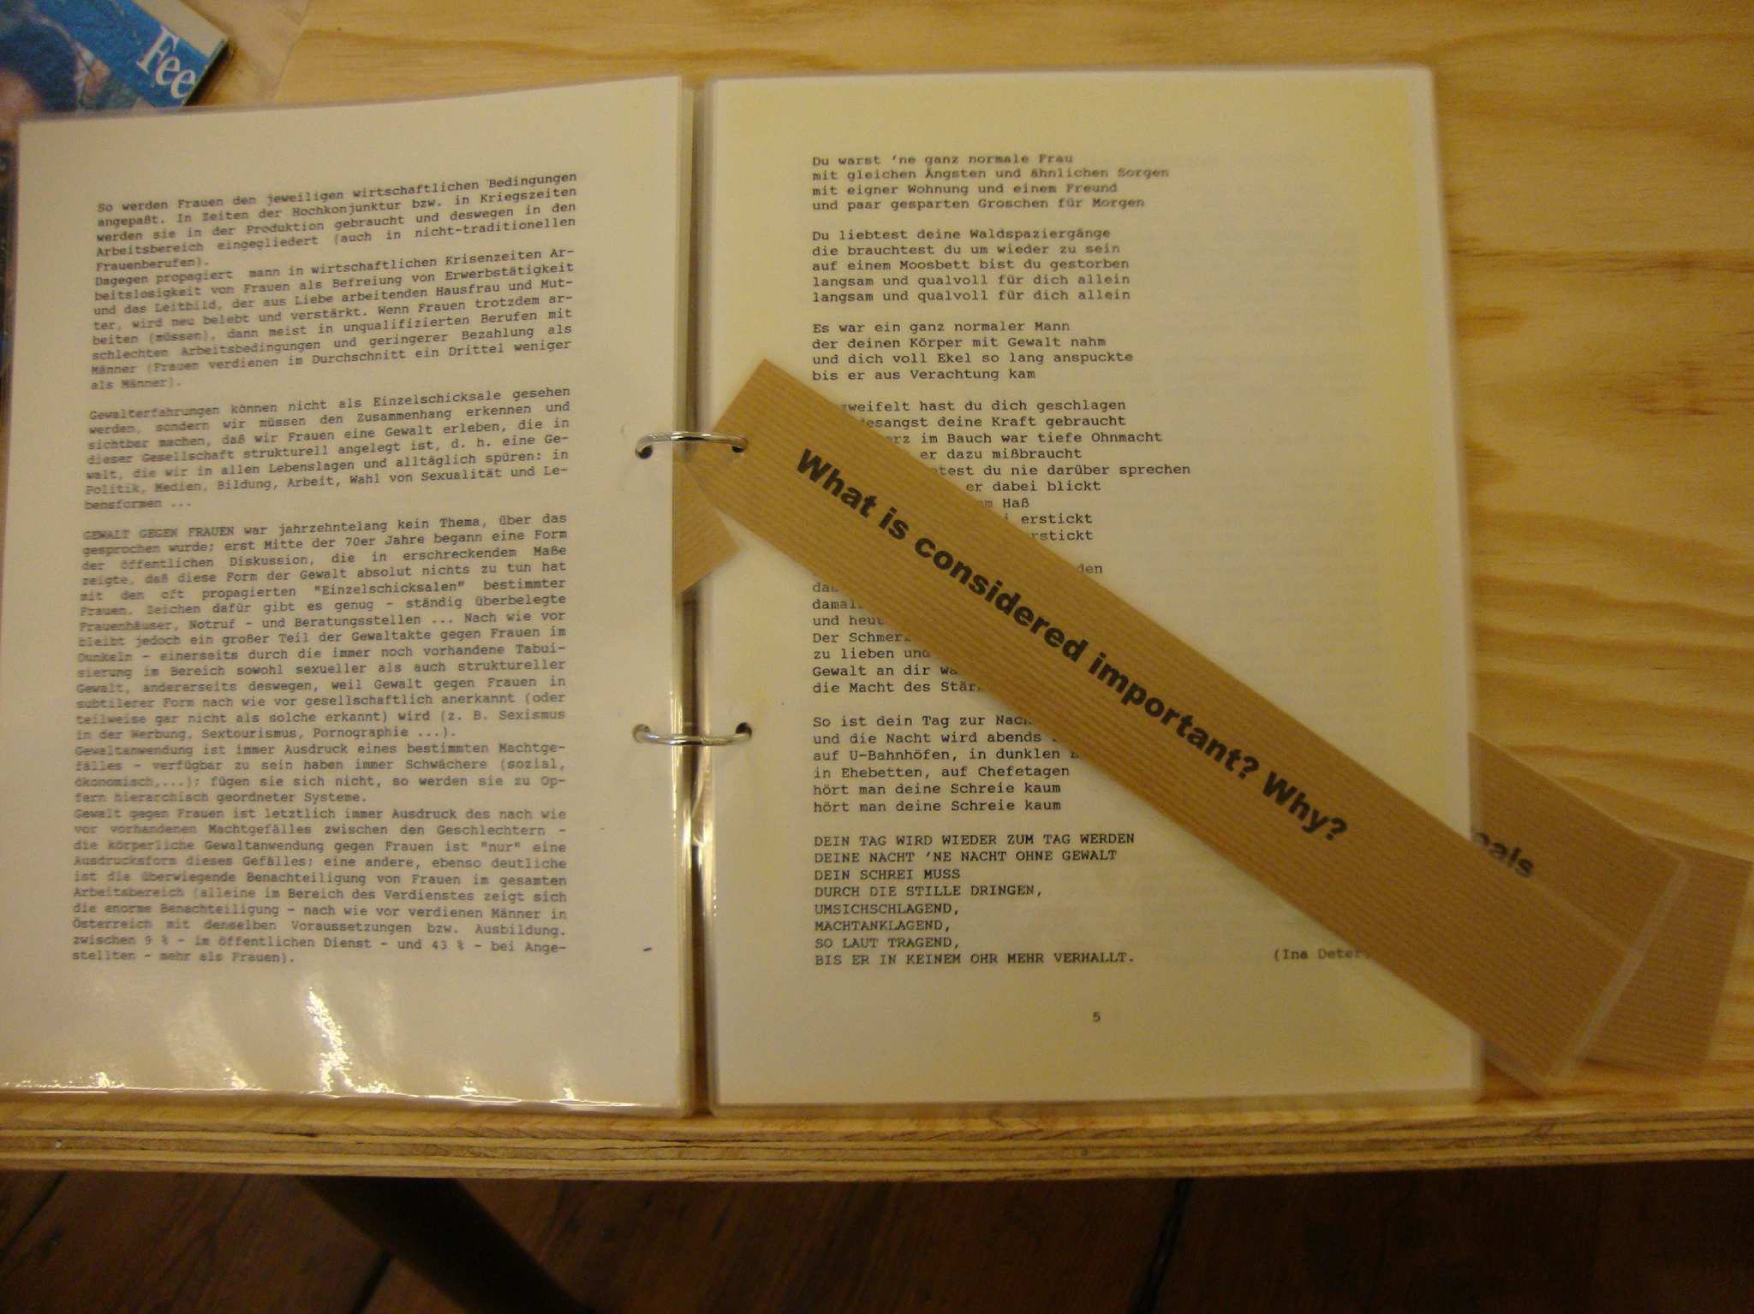 Fee
So werden Frauen den jeweiligen wirtschaftlichen Bedingungen
angepaßt. In Zeiten der Hochkonjunktur bzw. in Kriegszeiten
werden sie in der Produktion gebraucht und deswegen in den
Arbeitsbereich eingegliedert (auch in nicht-traditionellen
Frauenberufen).
Dagegen propagiert mann in wirtschaftlichen Krisenzeiten Ar-
beitslosigkeit von Frauen als Befreiung von Erwerbstätigkeit
und das Leitbild, der aus Liebe arbeitenden Hausfrau und Mut-
ter, wird neu belebt und verstärkt. Wenn Frauen trotzdem ar-
beiten (müssen), dann meist in unqualifizierten Berufen mit
schlechten Arbeitsbedingungen und geringerer Bezahlung als
Männer (Frauen verdienen im Durchschnitt ein Drittel weniger
als Männer).
Gewalterfahrungen können nicht als Einzelschicksale gesehen
werden, sondern wir müssen den Zusammenhang erkennen und
sichtbar machen, daß wir Frauen eine Gewalt erleben, die in
dieser Gesellschaft strukturell angelegt ist, d. h. eine Ge-
walt, die wir in allen Lebenslagen und alltäglich spüren: in
Politik, Medien, Bildung, Arbeit, Wahl von Sexualität und Le-
bensformen ...
GEWALT GEGEN FRAUEN war jahrzehntelang kein Thema, über das
gesprochen wurde; erst Mitte der 70er Jahre begann eine Form
der öffentlichen Diskussion, die in erschreckendem Maße
zeigte, daß diese Form der Gewalt absolut nichts zu tun hat
mit den oft propagierten "Einzelschicksalen" bestimmter
Frauen. Zeichen dafür gibt es genug - ständig überbelegte
Frauenhäuser, Notruf - und Beratungsstellen ... Nach wie vor
bleibt jedoch ein großer Teil der Gewaltakte gegen Frauen im
Dunkeln - einerseits durch die immer noch vorhandene Tabui-
sierung im Bereich sowohl sexueller als auch struktureller
Gewalt, andererseits deswegen, weil Gewalt gegen Frauen in
subtilerer Form nach wie vor gesellschaftlich anerkannt (oder
teilweise gar nicht als solche erkannt) wird (z. B. Sexismus
in der Werbung, Sextourismus, Pornographie ...).
Gewaltanwendung ist immer Ausdruck eines bestimmten Machtge-
fälles - verfügbar zu sein haben immer Schwächere (sozial,
ökonomisch,...); fügen sie sich nicht, so werden sie zu Op-
fern hierarchisch geordneter Systeme.
Gewalt gegen Frauen ist letztlich immer Ausdruck des nach wie
vor vorhandenen Machtgefälles zwischen den Geschlechtern -
die körperliche Gewaltanwendung gegen Frauen ist "nur" eine
Ausdrucksform dieses Gefälles; eine andere, ebenso deutliche
ist die überwiegende Benachteiligung von Frauen im gesamten
Arbeitsbereich (alleine im Bereich des Verdienstes zeigt sich
die enorme Benachteiligung - nach wie vor verdienen Männer in
Österreich mit denselben Voraussetzungen bzw. Ausbildung.
zwischen 9 % - im öffentlichen Dienst - und 43 % - bei Ange-
stellten - mehr als Frauen).
Du warst 'ne ganz normale Frau
mit gleichen Ängsten und ähnlichen Sorgen
mit eigner Wohnung und einem Freund
und paar gesparten Groschen für Morgen
Du liebtest deine Waldspaziergänge
die brauchtest du um wieder zu sein
auf einem Moosbett bist du gestorben
langsam und qualvoll für dich allein
langsam und qualvoll für dich allein
Es war ein ganz normaler Mann
der deinen Körper mit Gewalt nahm
und dich voll Ekel so lang anspuckte
bis er aus Verachtung kam
zweifelt hast du dich geschlagen
esangst deine Kraft gebraucht
erz im Bauch war tiefe Ohnmacht
er dazu mißbraucht
test du nie darüber sprechen
er dabei blickt
m Haß
erstickt
rstickt
den
da
damal
und heu
Der Schmer
zu lieben und
Gewalt an dir wa
die Macht des Stär
So ist dein Tag zur Nac
und die Nacht wird abends
auf U-Bahnhöfen, in dunklen
in Ehebetten, auf Chefetagen
hört man deine Schreie kaum
hört man deine Schreie kaum
DEIN TAG WIRD WIEDER ZUM TAG WERDEN
DEINE NACHT 'NE NACHT OHNE GEWALT
DEIN SCHREI MUSS
DURCH DIE STILLE DRINGEN,
UMSICHSCHLAGEND,
MACHTANKLAGEND,
SO LAUT TRAGEND,
BIS ER IN KEINEM OHR MEHR VERHALLT.
(Ina Deter
5
What is considered important? Why?
eals